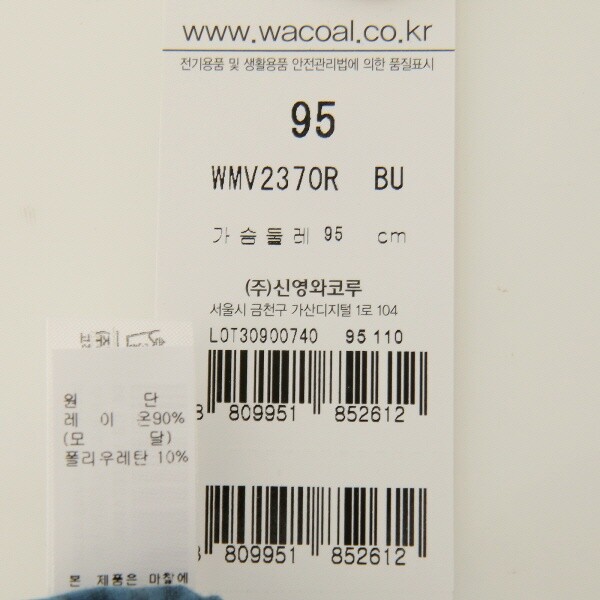 www.wacoal.co.kr
전기용품 및 생활용품 안전관리법에 의한 품질표시
95
WMV2370R BU
가슴둘레 95 cm
(주)신영와코루
서울시 금천구 가산디지털 1로 104
LOT30900740 95 110
8 809951 852612
8 809951 852612
원 단
레 이 온90%
(모 달)
폴리우레탄 10%
본 제품은 마찰에